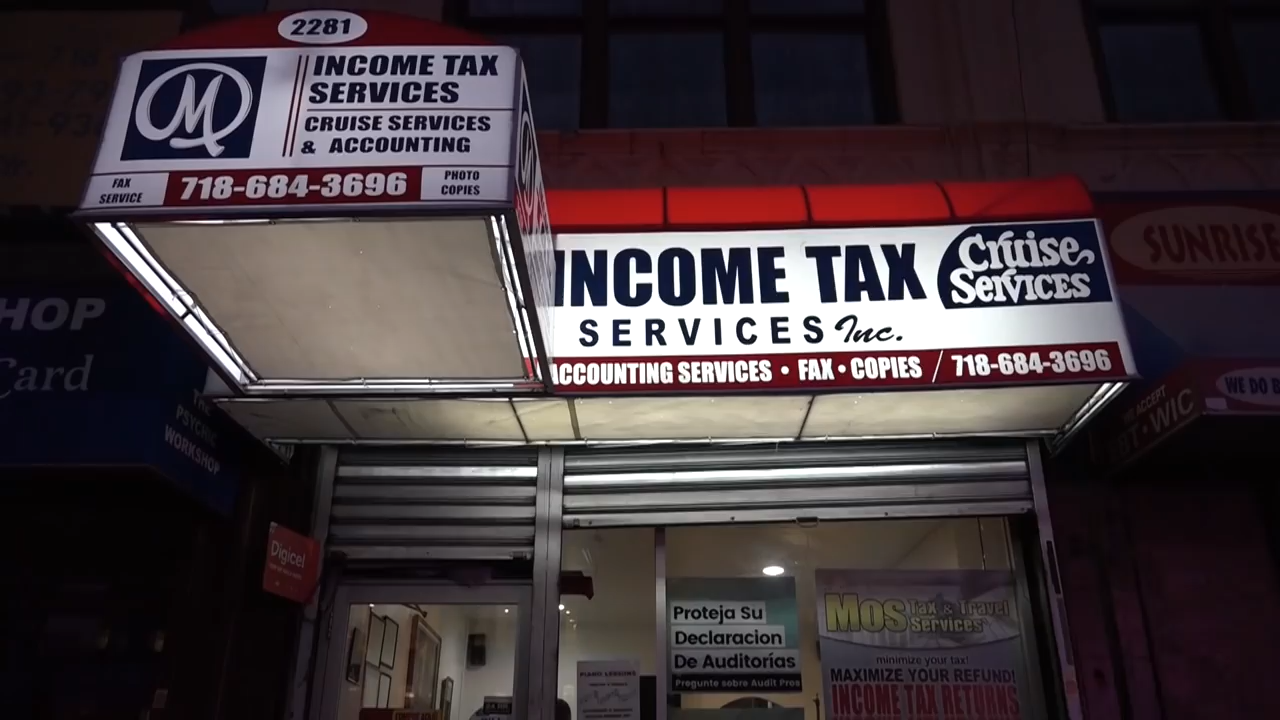 2281
M
INCOME TAX
SERVICES
CRUISE SERVICES
& ACCOUNTING
FAX
SERVICE
718-684-3696
PHOTO
COPIES
INCOME TAX
SERVICES Inc.
Cruise
Services
ACCOUNTING SERVICES • FAX • COPIES / 718-684-3696
SUNRISE
HOP
Card
THE
PSYCHIC
WORKSHOP
WE DO E
WE ACCEPT
EBT • WIC
Digicel
Proteja Su
Declaracion
De Auditorías
Pregunte sobre Audit Pros
Mos Tax & Travel
Services
minimize your tax!
MAXIMIZE YOUR REFUND!
INCOME TAX RETURNS
PIANO LESSONS